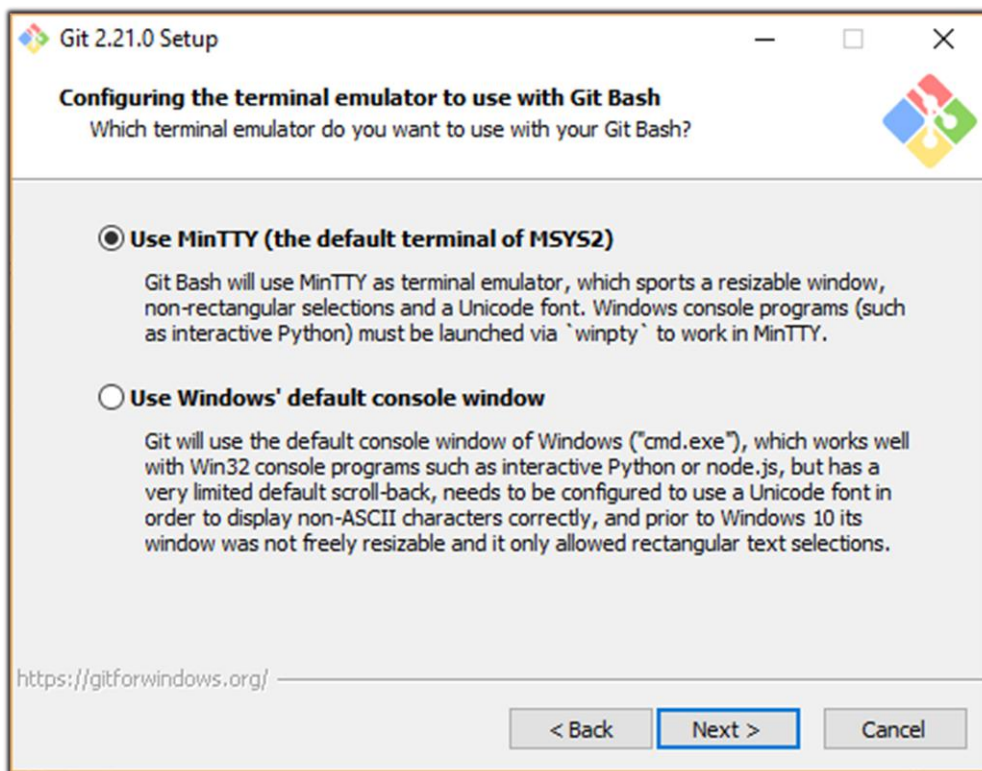 Git 2.21.0 Setup
Configuring the terminal emulator to use with Git Bash
Which terminal emulator do you want to use with your Git Bash?
Use MinTTY (the default terminal of MSYS2)
Git Bash will use MinTTY as terminal emulator, which sports a resizable window,
non-rectangular selections and a Unicode font. Windows console programs (such
as interactive Python) must be launched via `winpty` to work in MinTTY.
Use Windows' default console window
Git will use the default console window of Windows ("cmd.exe"), which works well
with Win32 console programs such as interactive Python or node.js, but has a
very limited default scroll-back, needs to be configured to use a Unicode font in
order to display non-ASCII characters correctly, and prior to Windows 10 its
window was not freely resizable and it only allowed rectangular text selections.
https://gitforwindows.org/
< Back Next > Cancel